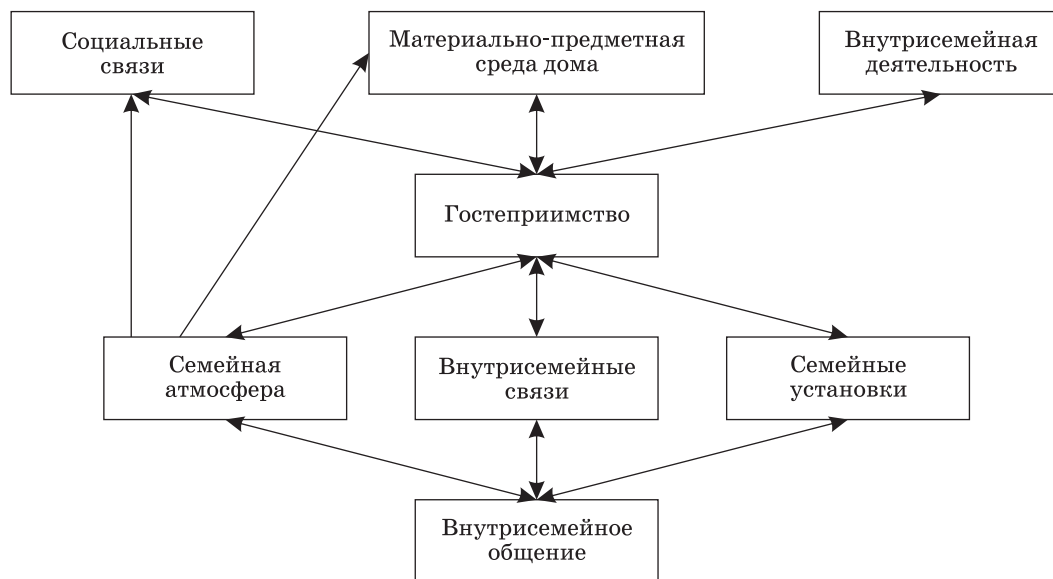 Социальные
связи
Материально-предметная
среда дома
Внутрисемейная
деятельность
Гостеприимство
Семейная
атмосфера
Внутрисемейные
связи
Семейные
установки
Внутрисемейное
общение